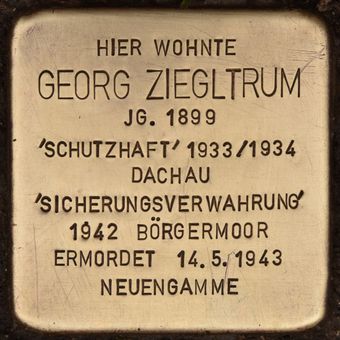 HIER WOHNTE
GEORG ZIEGLTRUM
JG. 1899
'SCHUTZHAFT' 1933/1934
DACHAU
'SICHERUNGSVERWAHRUNG'
1942 BÖRGERMOOR
ERMORDET 14.5.1943
NEUENGAMME